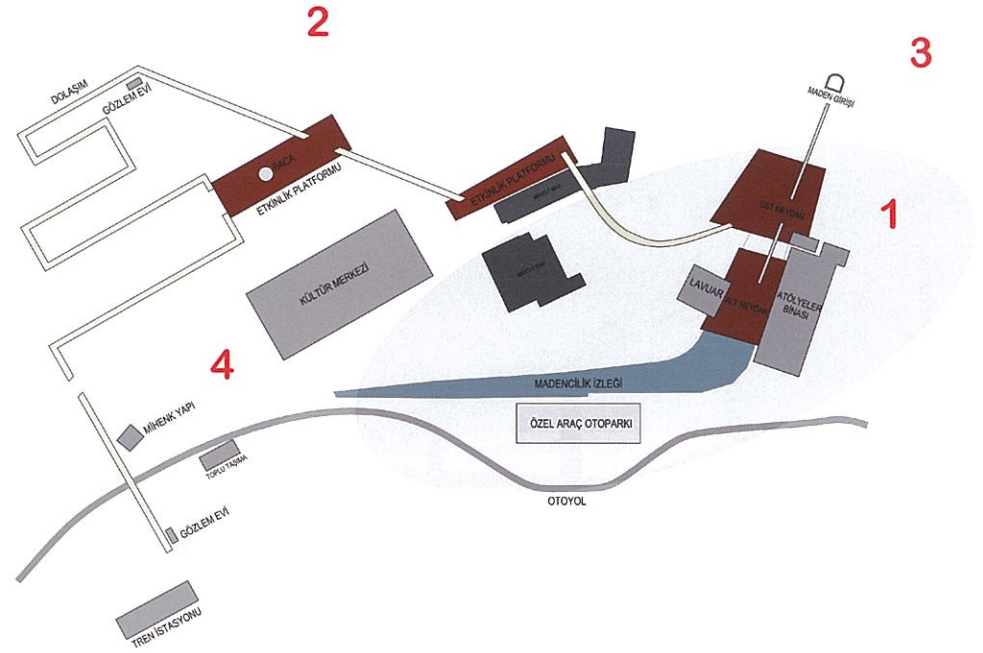 2
3
DOLAŞIM
GÖZLEM EVİ
MADEN GİRİŞİ
BACA
ETKİNLİK PLATFORMU
ETKİNLİK PLATFORMU
ÜST MEYDAN
1
KÜLTÜR MERKEZİ
LAVUAR
ALT MEYDAN
ATÖLYELER
BİNASI
4
MADENCİLİK İZLEĞİ
ÖZEL ARAÇ OTOPARKI
MİHENK YAPI
TOPLU TAŞIMA
OTOYOL
GÖZLEM EVİ
TREN İSTASYONU